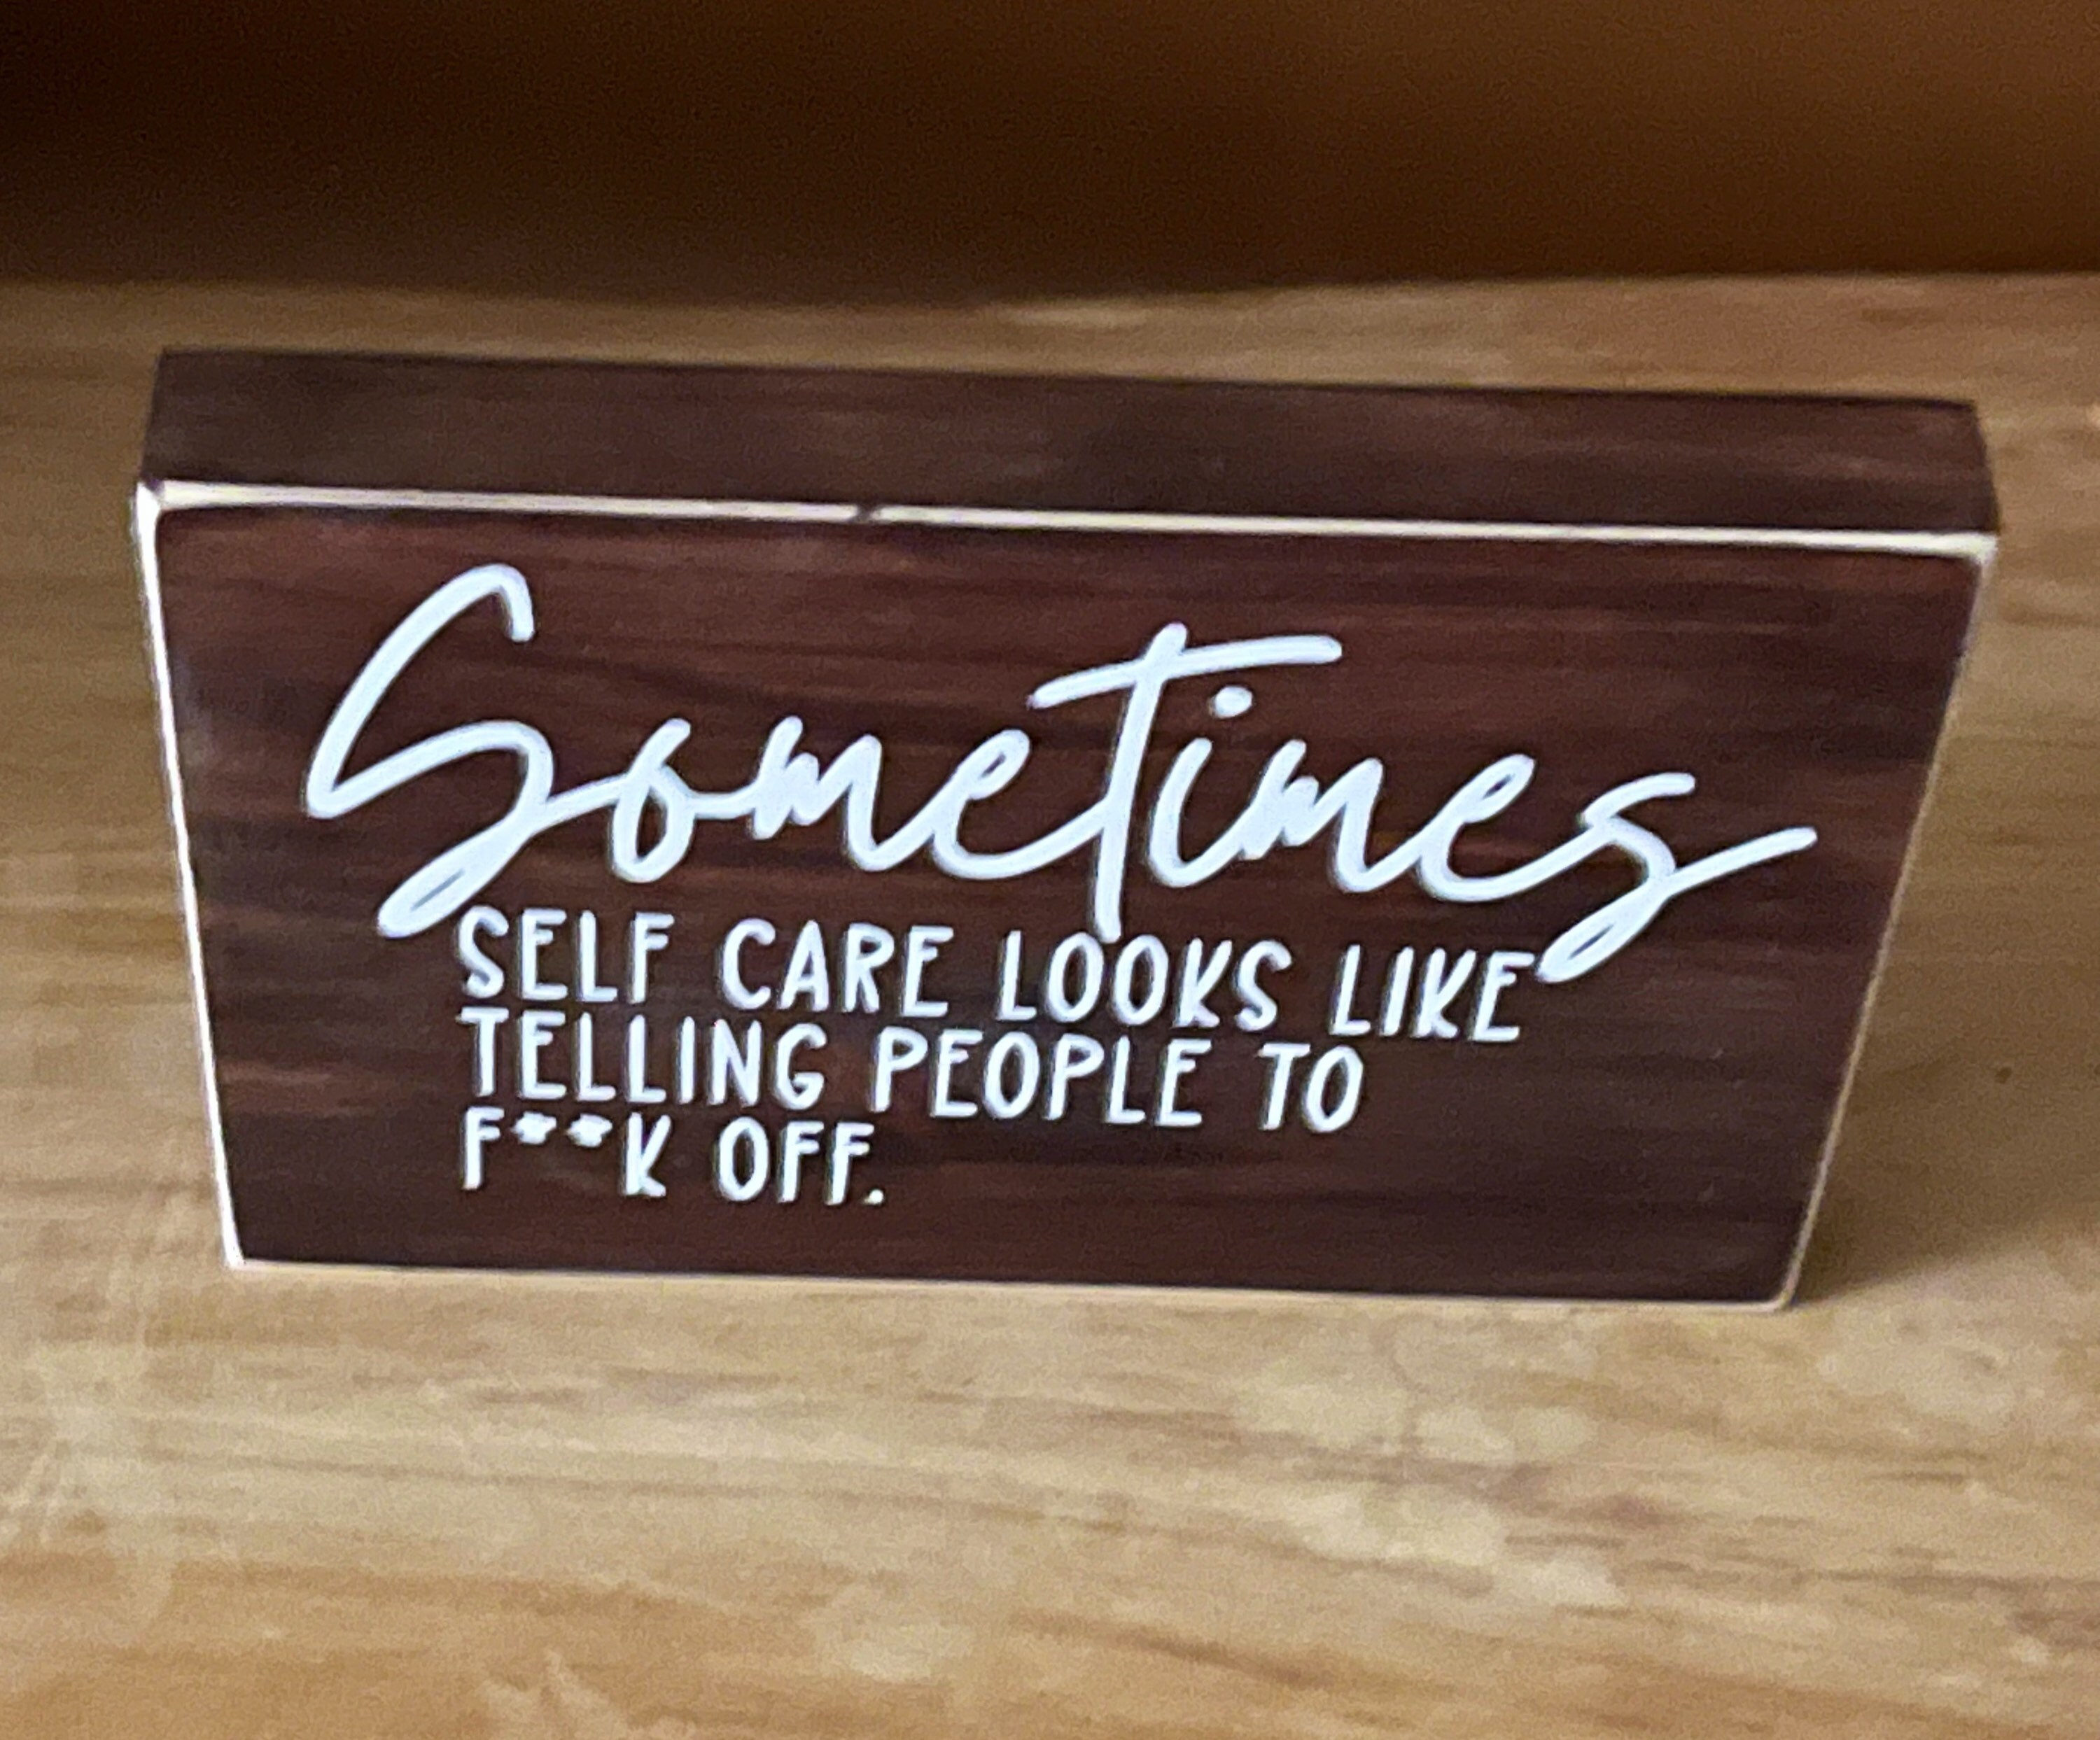 Sometimes
SELF CARE LOOKS LIKE
TELLING PEOPLE TO
F**K OFF.